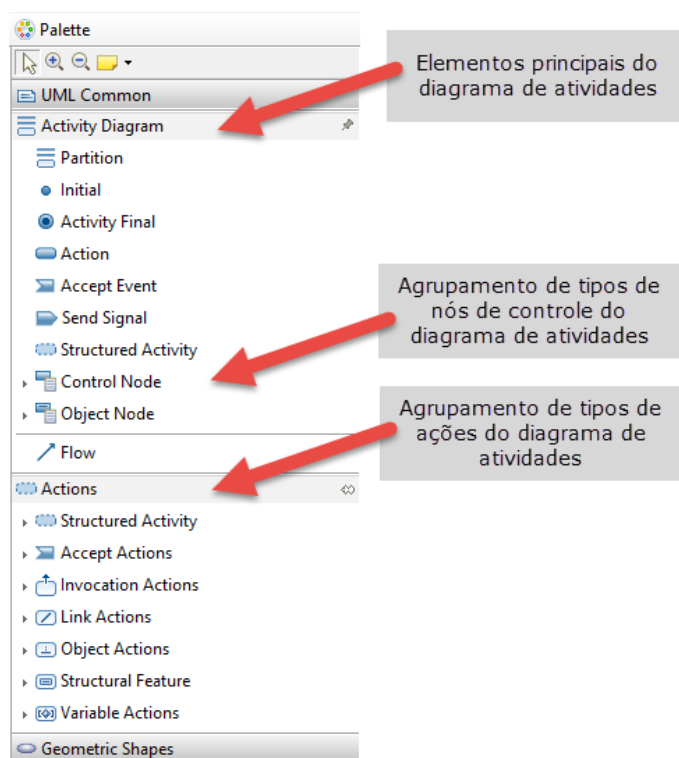 Palette
UML Common
Activity Diagram
Partition
Initial
Activity Final
Action
Accept Event
Send Signal
Structured Activity
Control Node
Object Node
Flow
Actions
Structured Activity
Accept Actions
Invocation Actions
Link Actions
Object Actions
Structural Feature
Variable Actions
Geometric Shapes
Elementos principais do
diagrama de atividades
Agrupamento de tipos de
nós de controle do
diagrama de atividades
Agrupamento de tipos de
ações do diagrama de
atividades